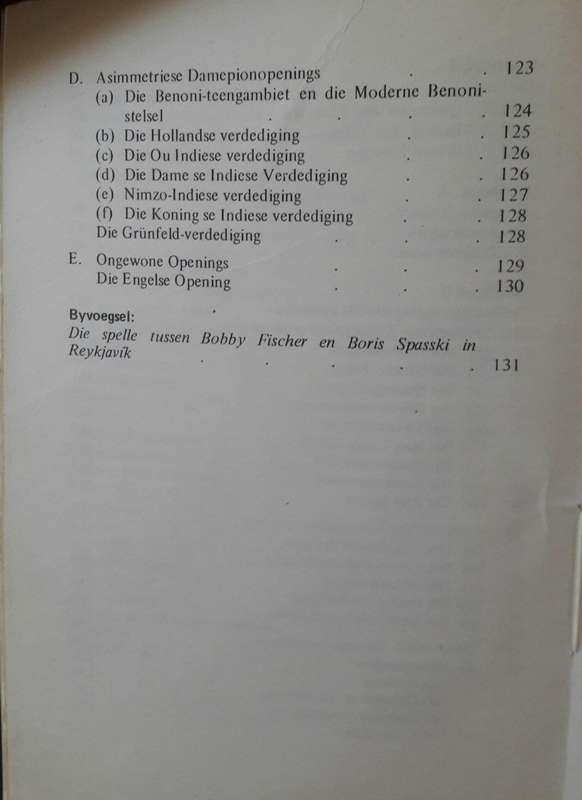 D. Asimmetriese Damepionopenings . . 123
(a) Die Benoni-teengambiet en die Moderne Benoni-
stelsel . . . . 124
(b) Die Hollandse verdediging . . 125
(c) Die Ou Indiese verdediging . . 126
(d) Die Dame se Indiese Verdediging . . 126
(e) Nimzo-Indiese verdediging . . 127
(f) Die Koning se Indiese verdediging . . 128
Die Grünfeld-verdediging . . . 128
E. Ongewone Openings . . . 129
Die Engelse Opening . . . 130
Byvoegsel:
Die spelle tussen Bobby Fischer en Boris Spasski in
Reykjavík . . . . . 131